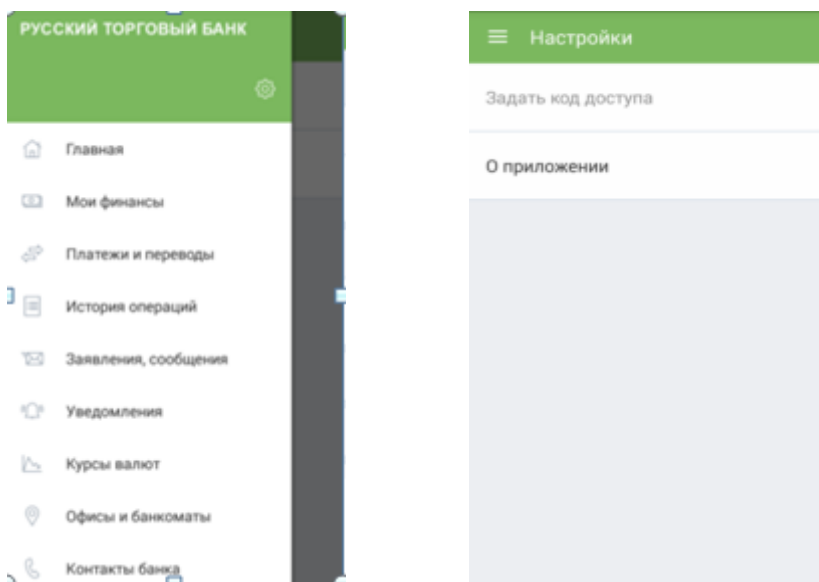 РУССКИЙ ТОРГОВЫЙ БАНК
Главная
Мои финансы
Платежи и переводы
История операций
Заявления, сообщения
Уведомления
Курсы валют
Офисы и банкоматы
Контакты банка
Настройки
Задать код доступа
О приложении